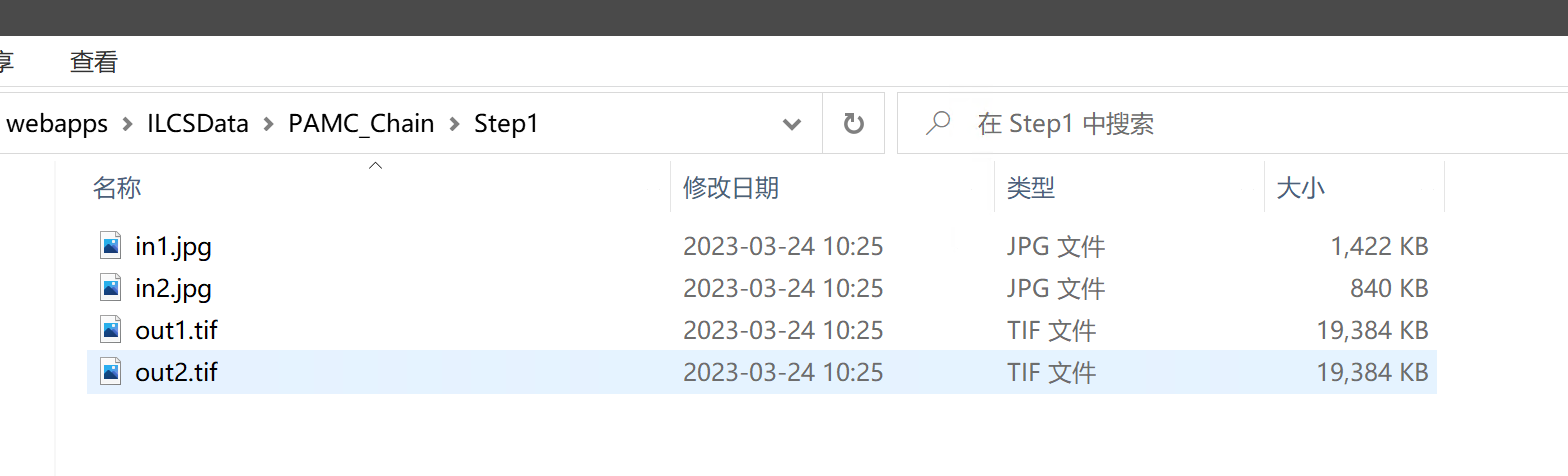 享 查看
webapps ILCSData PAMC_Chain Step1 在 Step1 中搜索
名称 修改日期 类型 大小
in1.jpg 2023-03-24 10:25 JPG 文件 1,422 KB
in2.jpg 2023-03-24 10:25 JPG 文件 840 KB
out1.tif 2023-03-24 10:25 TIF 文件 19,384 KB
out2.tif 2023-03-24 10:25 TIF 文件 19,384 KB